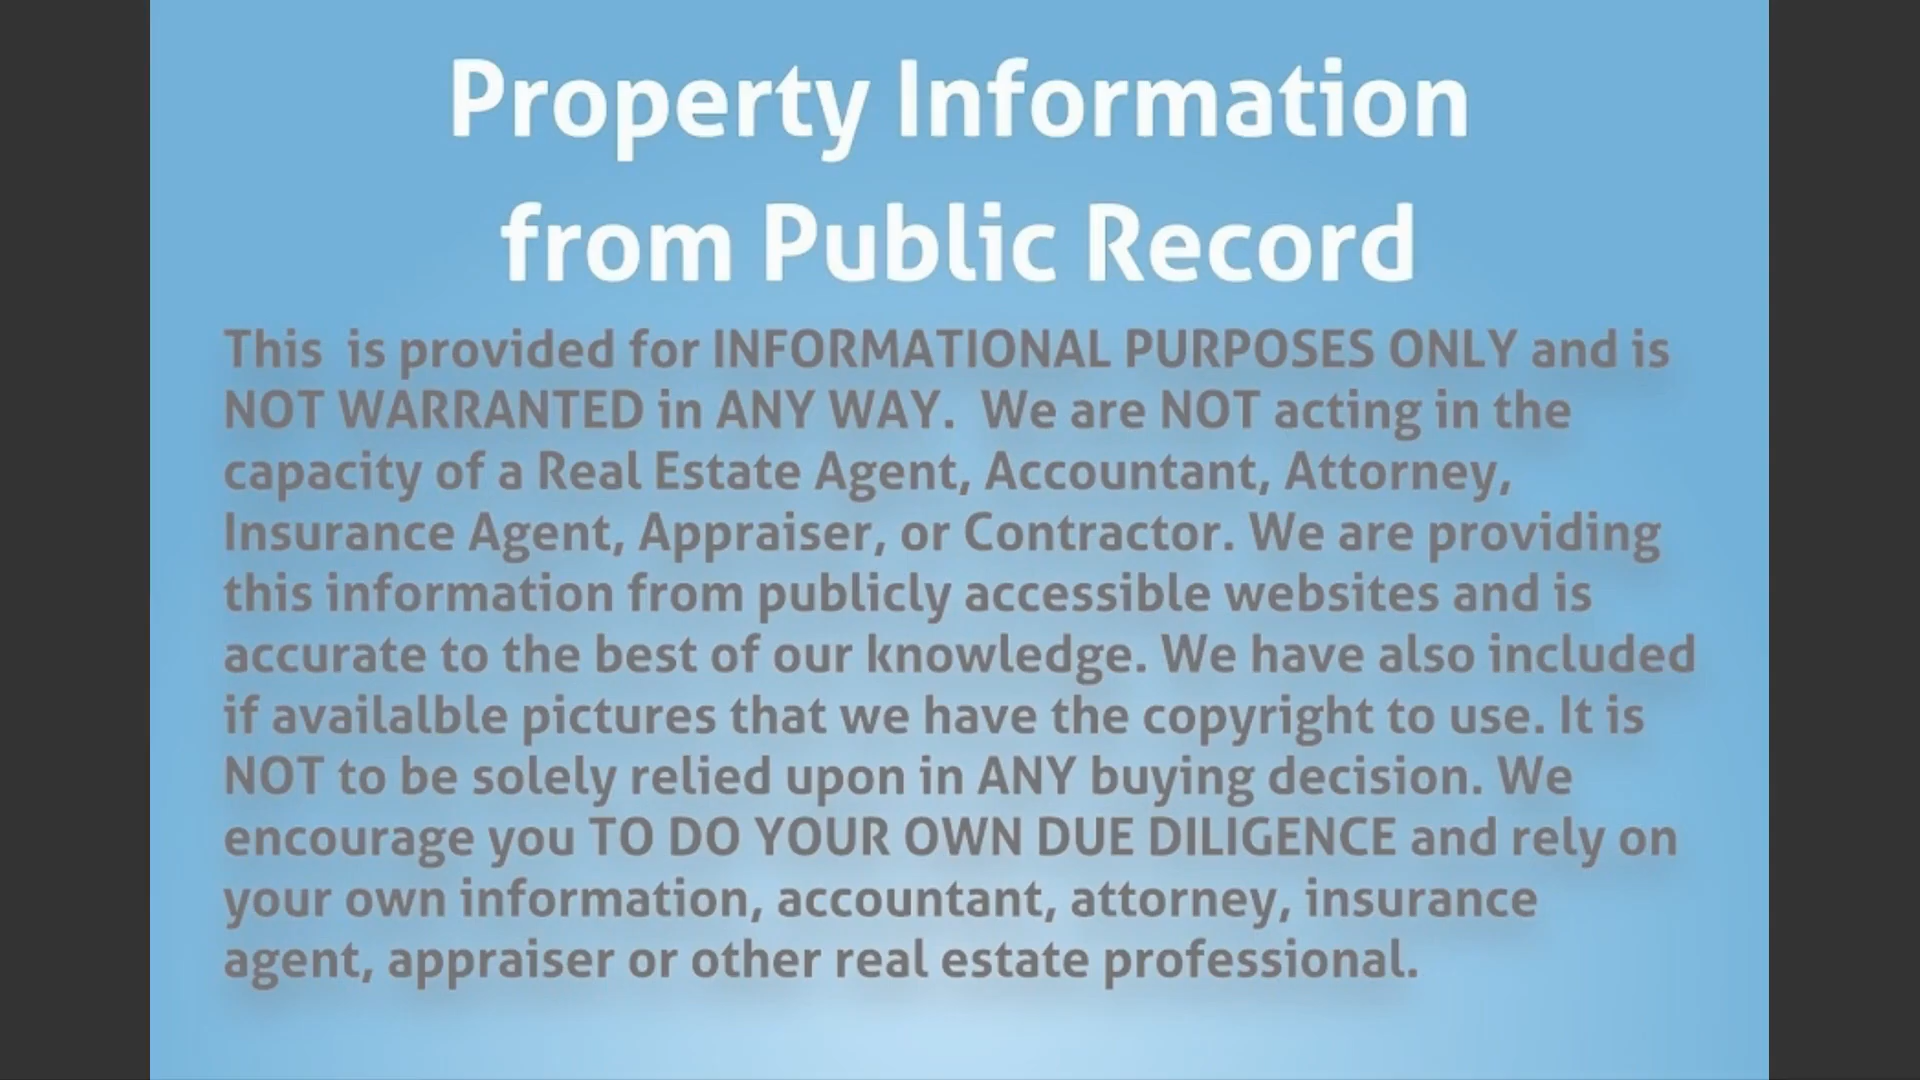 Property Information
from Public Record
This  is provided for INFORMATIONAL PURPOSES ONLY and is
NOT WARRANTED in ANY WAY.  We are NOT acting in the
capacity of a Real Estate Agent, Accountant, Attorney,
Insurance Agent, Appraiser, or Contractor. We are providing
this information from publicly accessible websites and is
accurate to the best of our knowledge. We have also included
if availalble pictures that we have the copyright to use. It is
NOT to be solely relied upon in ANY buying decision. We
encourage you TO DO YOUR OWN DUE DILIGENCE and rely on
your own information, accountant, attorney, insurance
agent, appraiser or other real estate professional.